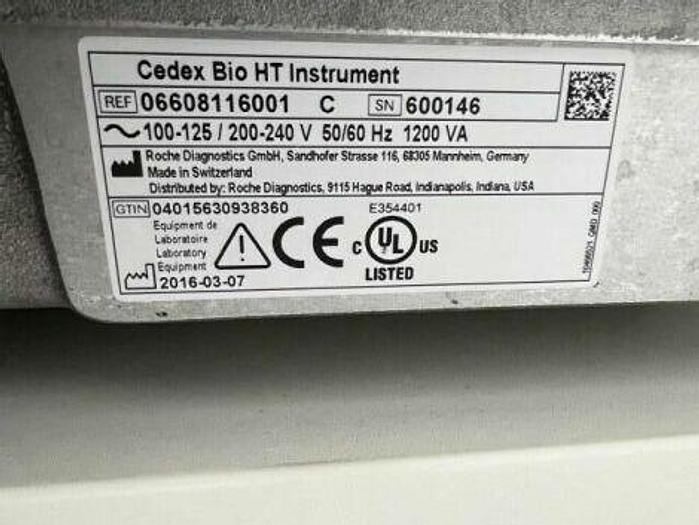 Cedex Bio HT Instrument
REF 06608116001 C SN 600146
100-125 / 200-240 V 50/60 Hz 1200 VA
Roche Diagnostics GmbH, Sandhofer Strasse 116, 68305 Mannheim, Germany
Made in Switzerland
Distributed by: Roche Diagnostics, 9115 Hague Road, Indianapolis, Indiana, USA
GTIN 04015630938360
E354401
Equipment de
Laboratoire
Laboratory
Equipment
CE
C UL US
LISTED
2016-03-07